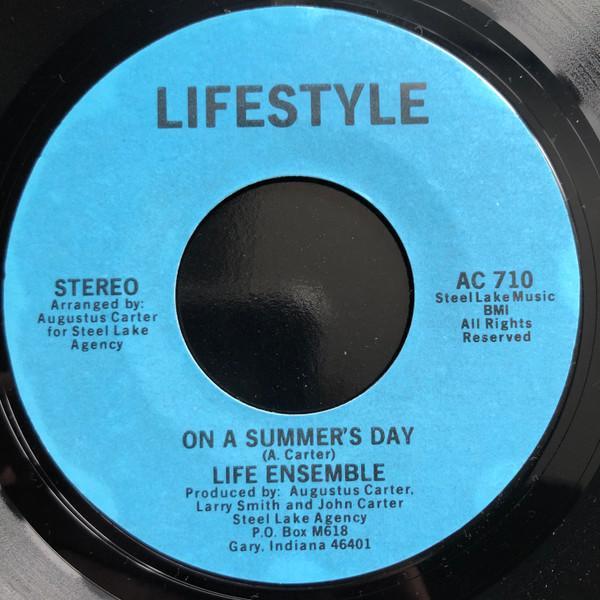 LIFESTYLE
STEREO
Arranged by:
Augustus Carter
for Steel Lake
Agency
AC 710
Steel Lake Music
BMI
All Rights
Reserved
ON A SUMMER'S DAY
(A. Carter)
LIFE ENSEMBLE
Produced by: Augustus Carter,
Larry Smith and John Carter
Steel Lake Agency
P.O. Box M618
Gary, Indiana 46401